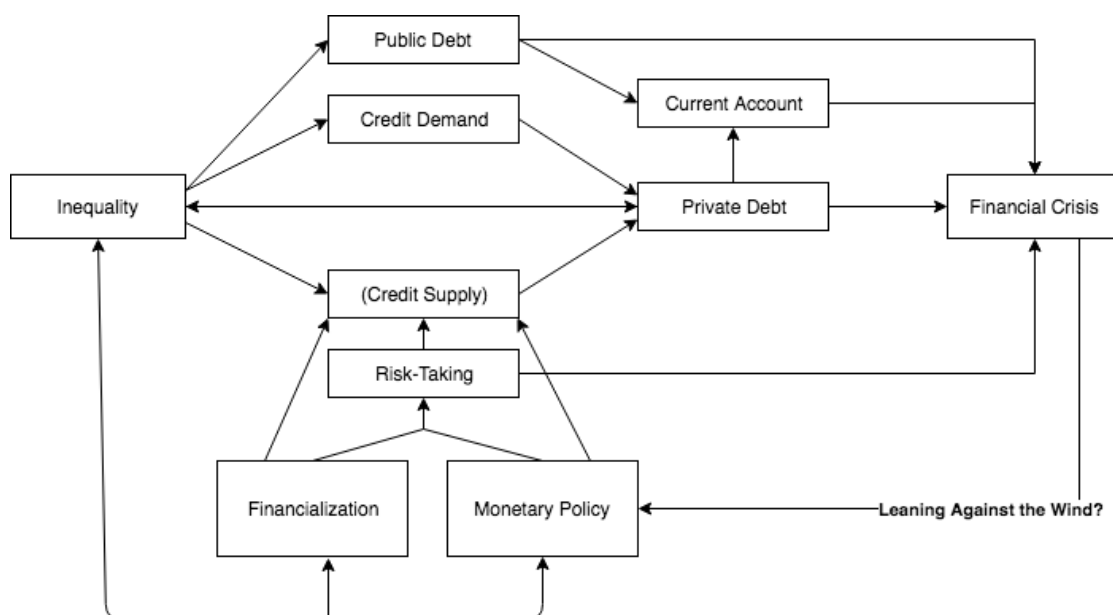 Public Debt
Current Account
Credit Demand
Inequality
Private Debt
Financial Crisis
(Credit Supply)
Risk-Taking
Financialization
Monetary Policy
Leaning Against the Wind?